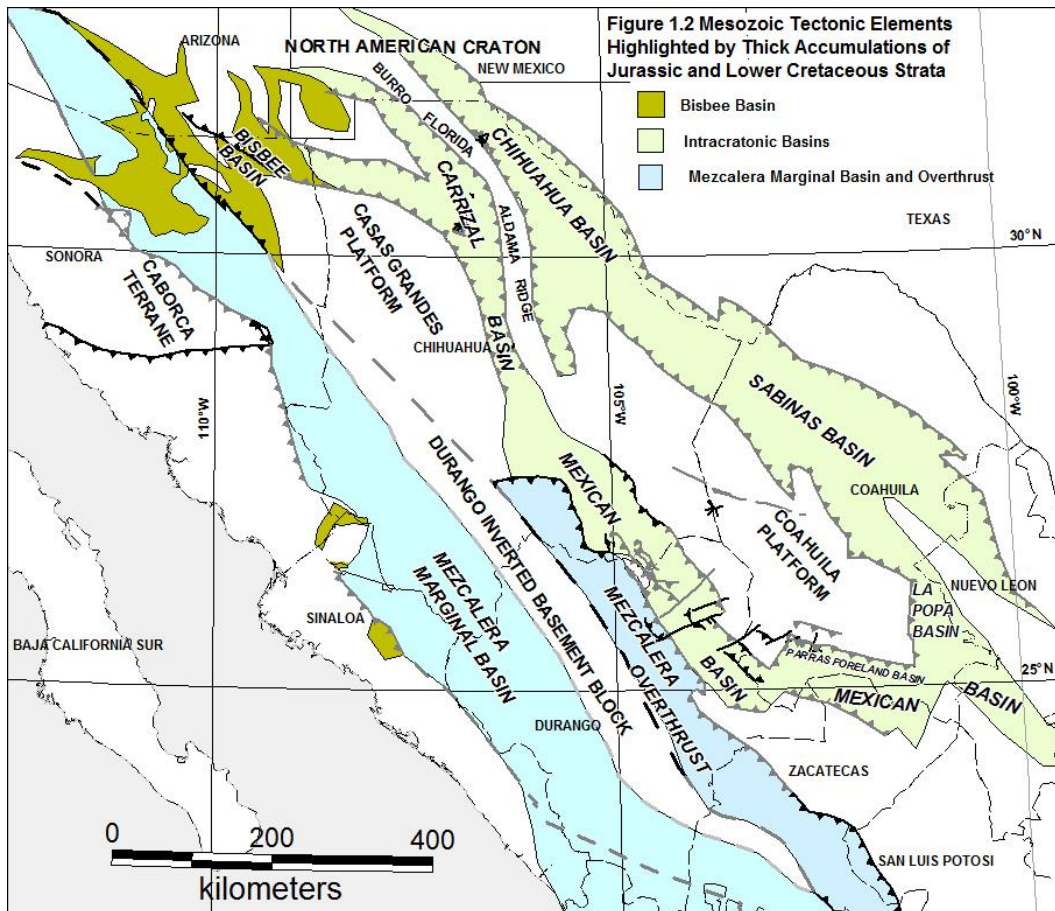 Figure 1.2 Mesozoic Tectonic Elements
Highlighted by Thick Accumulations of
Jurassic and Lower Cretaceous Strata
Bisbee Basin
Intracratonic Basins
Mezcalera Marginal Basin and Overthrust
ARIZONA
NORTH AMERICAN CRATON
NEW MEXICO
BURRO
FLORIDA
ALDAMA
RIDGE
CHIHUAHUA BASIN
BISBEE
BASIN
CARRIZAL
BASIN
CASAS GRANDES
PLATFORM
TEXAS
30°N
SONORA
CABORCA
TERRANE
CHIHUAHUA
110°W
105°W
100°W
SABINAS BASIN
COAHUILA
MEXICAN
BASIN
COAHUILA
PLATFORM
DURANGO INVERTED BASEMENT BLOCK
MEZCALERA
MARGINAL BASIN
MEZCALERA
OVERTHRUST
NUEVO LEON
LA
POPA
BASIN
SINALOA
BAJA CALIFORNIA SUR
PARRAS FORELAND BASIN
25°N
MEXICAN
BASIN
DURANGO
ZACATECAS
SAN LUIS POTOSI
0 200 400
kilometers